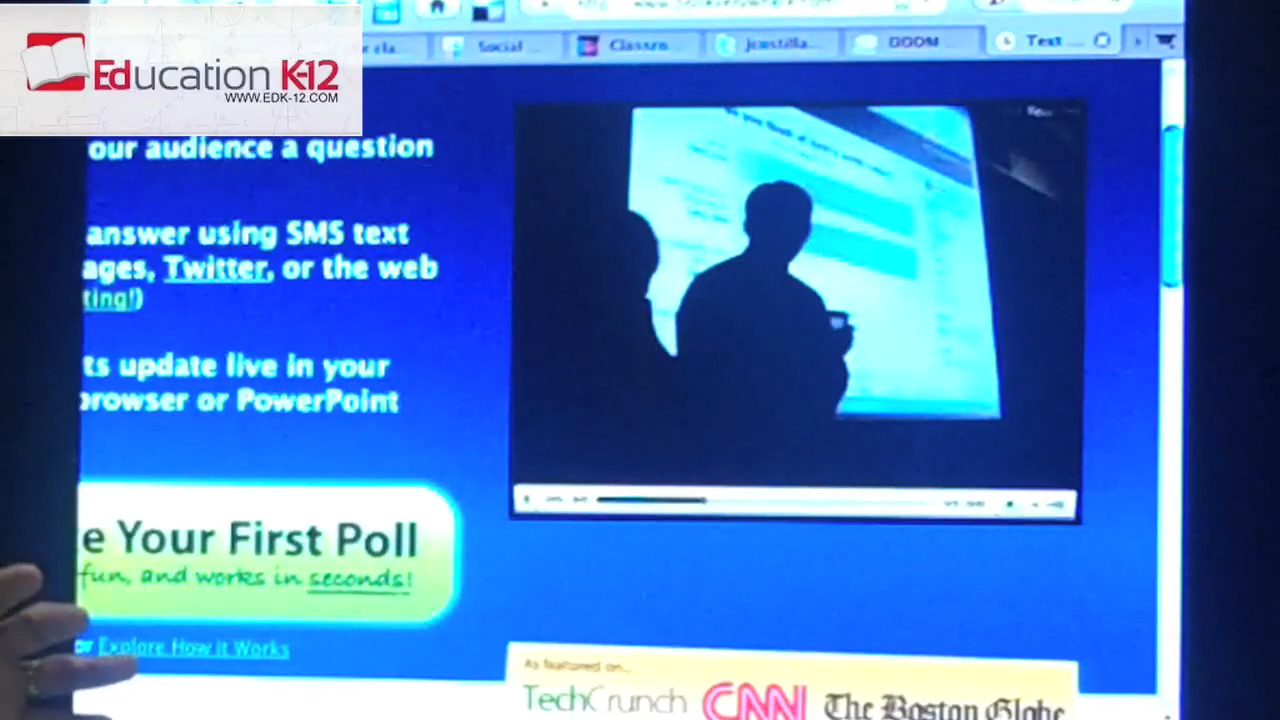 Education K-12
WWW.EDK-12.COM
Social
Classro
DOOM
Text ...
our audience a question
answer using SMS text
ages, Twitter, or the web
ting!)
ts update live in your
browser or PowerPoint
e Your First Poll
fun, and works in seconds!
or Explore How it Works
As featured on...
TechCrunch CNN The Boston Globe